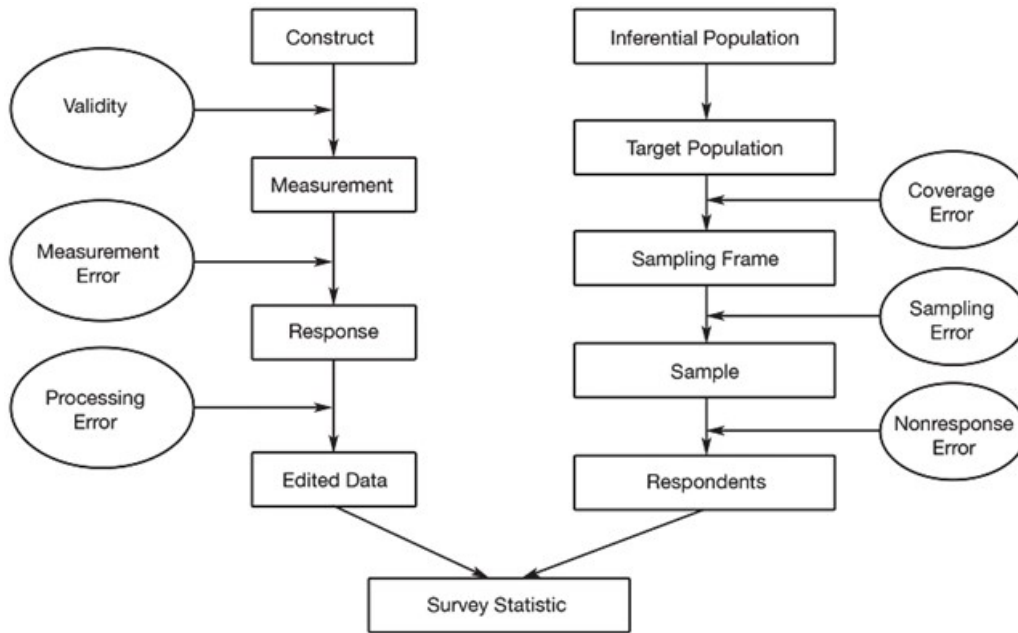 Construct
Inferential Population
Validity
Target Population
Measurement
Coverage
Error
Measurement
Error
Sampling Frame
Response
Sampling
Error
Sample
Processing
Error
Nonresponse
Error
Edited Data
Respondents
Survey Statistic